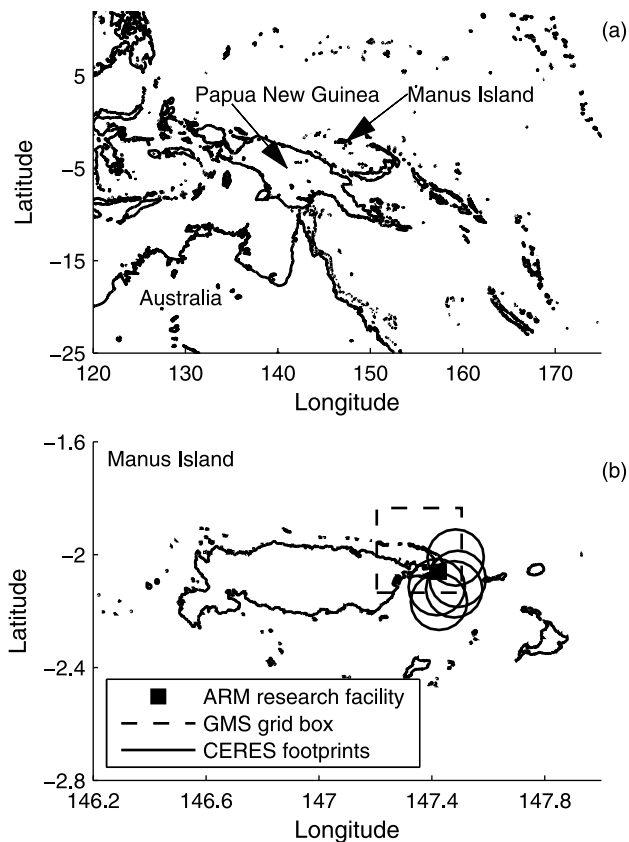 (a)
5
Papua New Guinea Manus Island
−5
Latitude
−15
Australia
−25
120 130 140 150 160 170
Longitude
−1.6
Manus Island
(b)
−2
Latitude
−2.4
ARM research facility
GMS grid box
CERES footprints
−2.8
146.2 146.6 147 147.4 147.8
Longitude